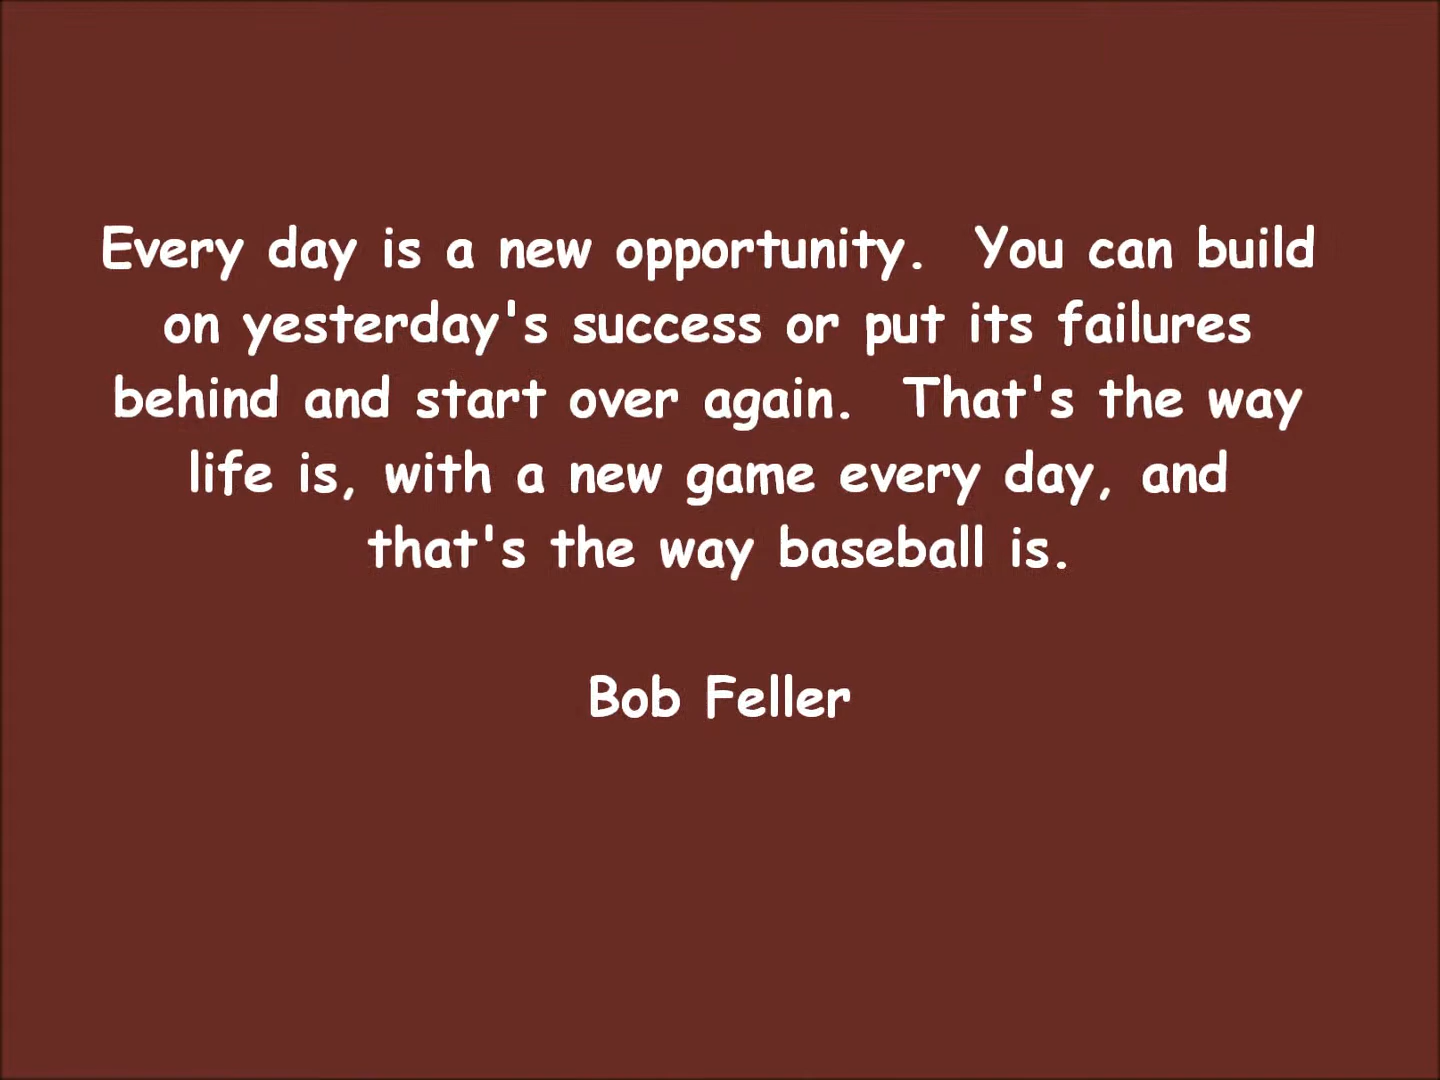 Every day is a new opportunity.  You can build
on yesterday's success or put its failures
behind and start over again.  That's the way
life is, with a new game every day, and
that's the way baseball is.
Bob Feller